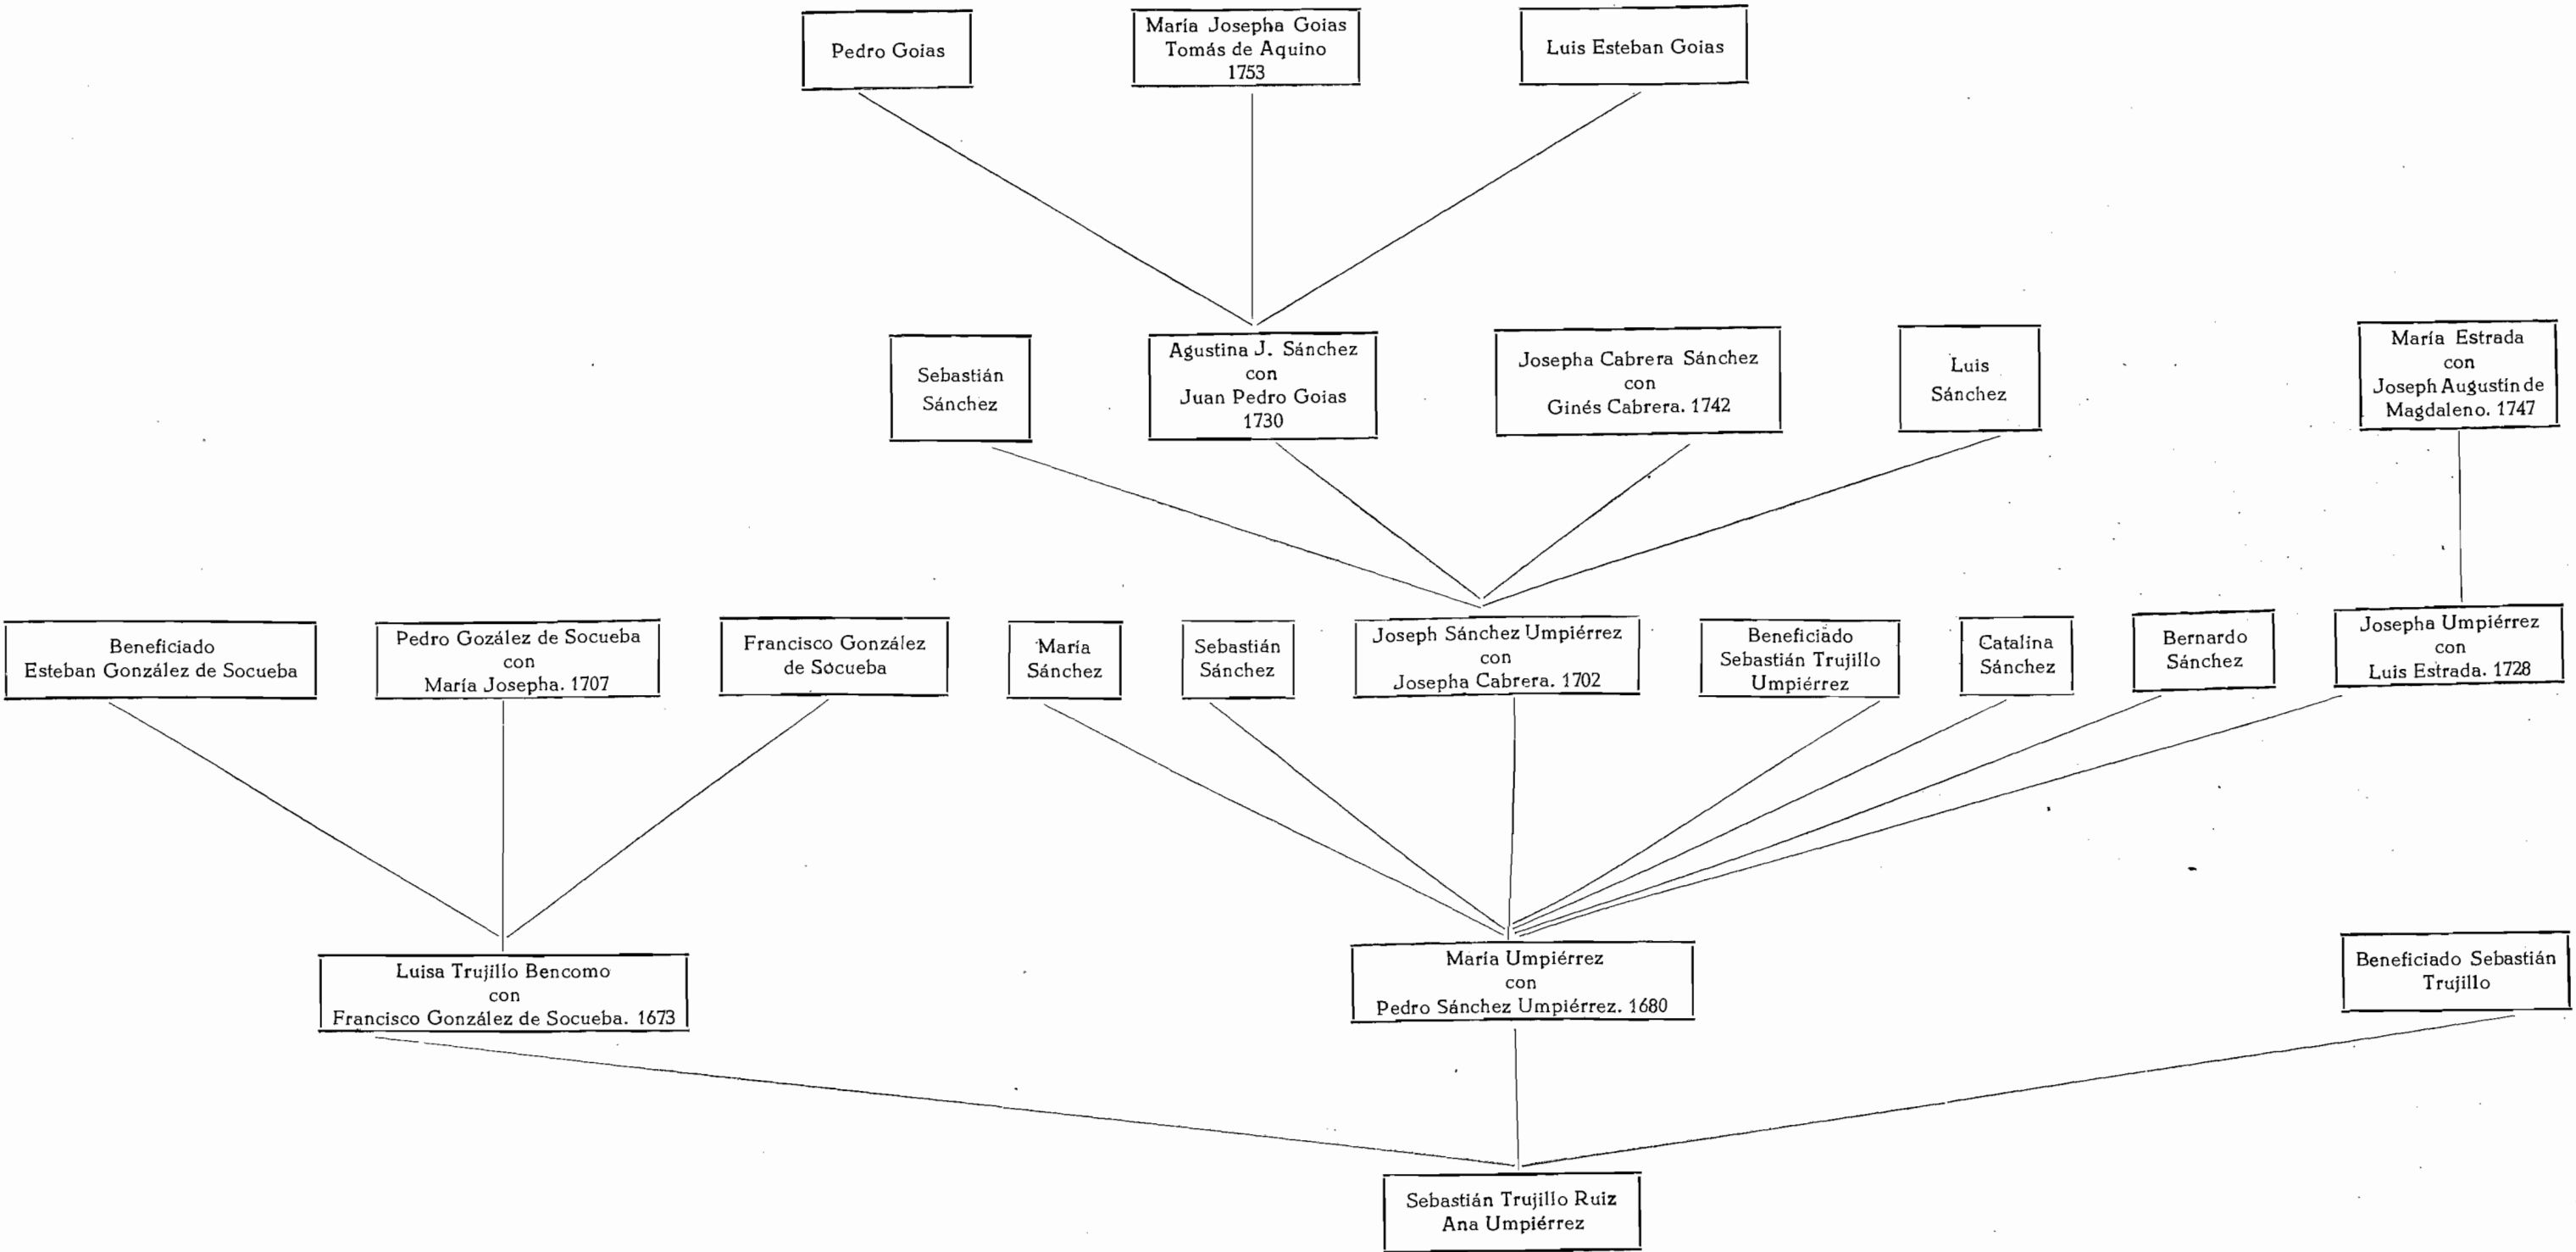 Pedro Goias
María Josepha Goias
Tomás de Aquino
1753
Luis Esteban Goias
Sebastián
Sánchez
Agustina J. Sánchez
con
Juan Pedro Goias
1730
Josepha Cabrera Sánchez
con
Ginés Cabrera. 1742
Luis
Sánchez
María Estrada
con
Joseph Augustín de
Magdaleno. 1747
Beneficiado
Esteban González de Socueba
Pedro Gozález de Socueba
con
María Josepha. 1707
Francisco González
de Socueba
María
Sánchez
Sebastián
Sánchez
Joseph Sánchez Umpiérrez
con
Josepha Cabrera. 1702
Beneficiado
Sebastián Trujillo
Umpiérrez
Catalina
Sánchez
Bernardo
Sánchez
Josepha Umpiérrez
con
Luis Estrada. 1728
Luisa Trujillo Bencomo
con
Francisco González de Socueba. 1673
María Umpiérrez
con
Pedro Sánchez Umpiérrez. 1680
Beneficiado Sebastián
Trujillo
Sebastián Trujillo Ruiz
Ana Umpiérrez